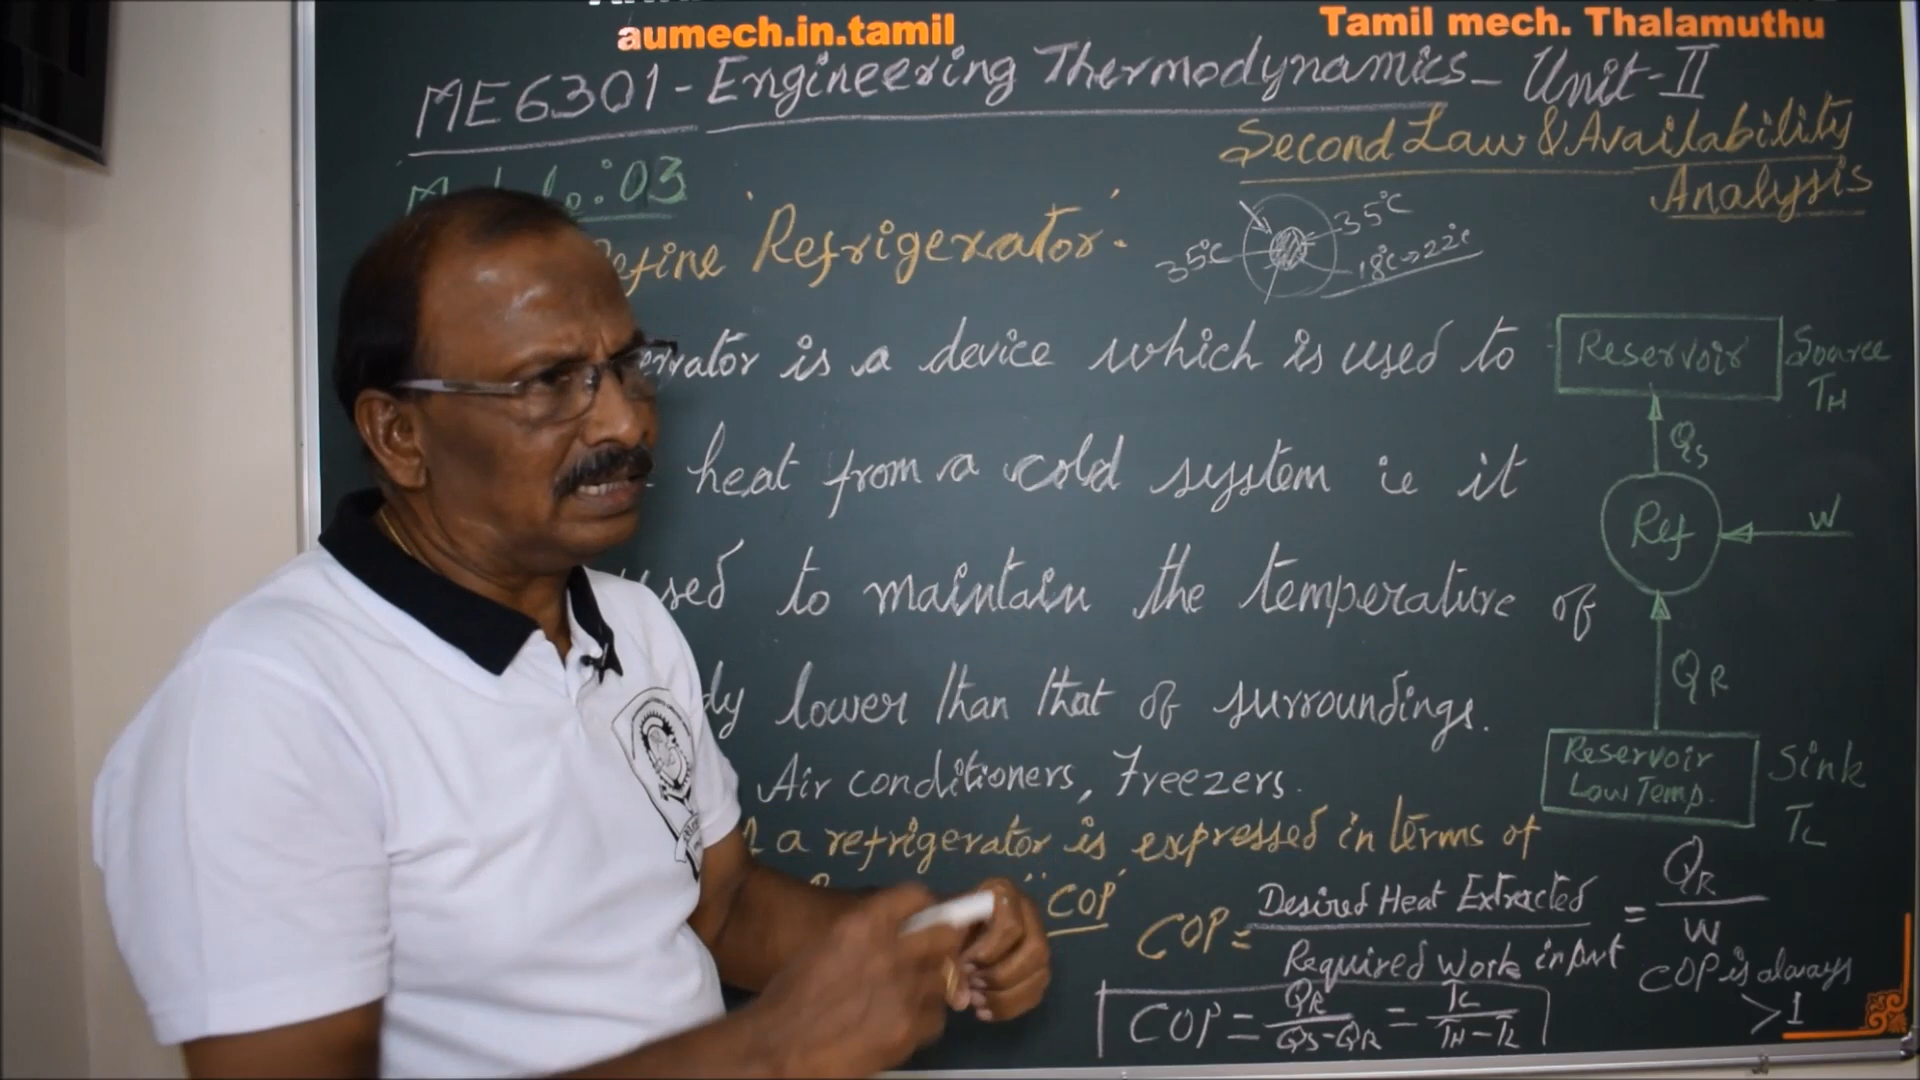 aumech.in.tamil
Tamil mech. Thalamuthu
ME6301 - Engineering Thermodynamics - Unit - II
Second Law & Availability
Analysis
:03
efine 'Refrigerator'.
35°C
35°C
18°C→22°C
erator is a device which is used to
heat from a cold system ie it
used to maintain the temperature of
dy lower than that of surroundings.
Air conditioners, Freezers.
a refrigerator is expressed in terms of
"COP"
COP = Desired Heat Extracted / Required Work input = QR / W
COP is always
>1
COP = QR / QS-QR = TL / TH-TL
Reservoir
Source
TH
QS
Ref
W
QR
Reservoir
Low Temp.
Sink
TL